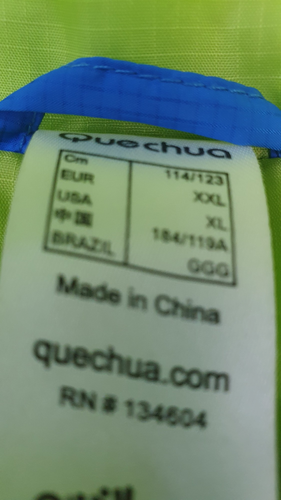 Quechua
Cm 114/123
EUR XXL
USA XL
中国 184/119A
BRAZIL GGG
Made in China
quechua.com
RN # 134604